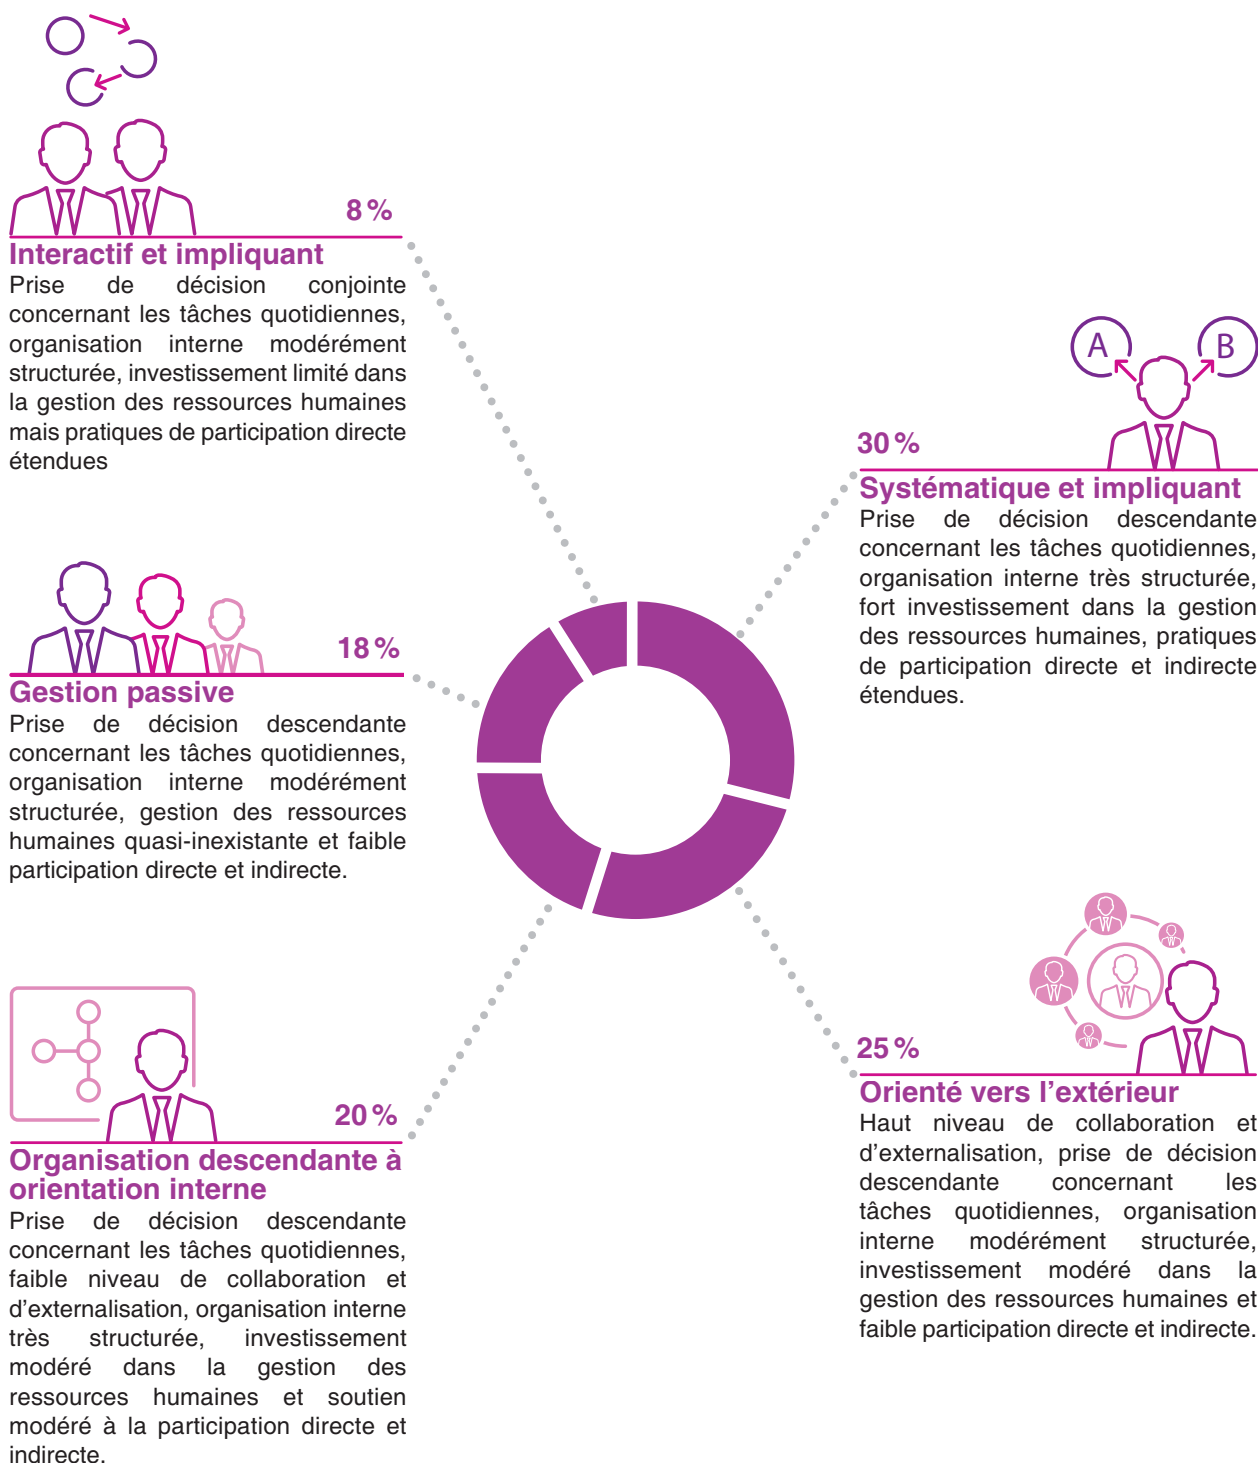 8 %
Interactif et impliquant
Prise de décision conjointe
concernant les tâches quotidiennes,
organisation interne modérément
structurée, investissement limité dans
la gestion des ressources humaines
mais pratiques de participation directe
étendues
A
B
30 %
Systématique et impliquant
Prise de décision descendante
concernant les tâches quotidiennes,
organisation interne très structurée,
fort investissement dans la gestion
des ressources humaines, pratiques
de participation directe et indirecte
étendues.
18 %
Gestion passive
Prise de décision descendante
concernant les tâches quotidiennes,
organisation interne modérément
structurée, gestion des ressources
humaines quasi-inexistante et faible
participation directe et indirecte.
25 %
Orienté vers l’extérieur
Haut niveau de collaboration et
d’externalisation, prise de décision
descendante concernant les
tâches quotidiennes, organisation
interne modérément structurée,
investissement modéré dans la
gestion des ressources humaines et
faible participation directe et indirecte.
20 %
Organisation descendante à
orientation interne
Prise de décision descendante
concernant les tâches quotidiennes,
faible niveau de collaboration et
d’externalisation, organisation interne
très structurée, investissement
modéré dans la gestion des
ressources humaines et soutien
modéré à la participation directe et
indirecte.